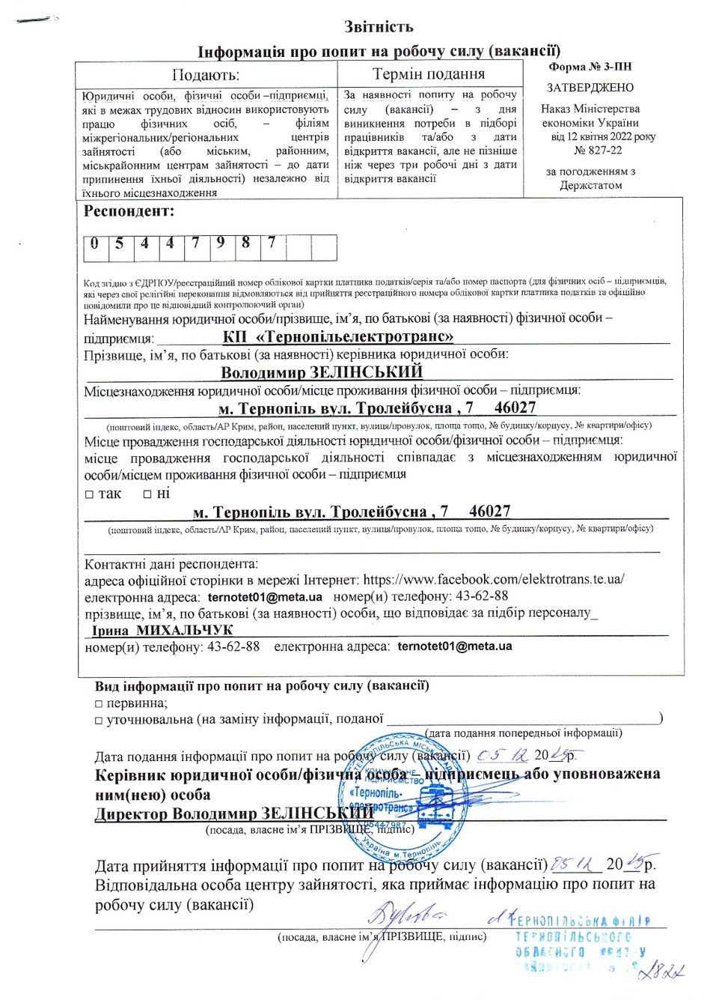 Звітність
Інформація про попит на робочу силу (вакансії)
Подають:
Юридичні особи, фізичні особи –підприємці,
які в межах трудових відносин використовують
працю фізичних осіб, – філіям
міжрегіональних/регіональних центрів
зайнятості (або міським, районним,
міськрайонним центрам зайнятості – до дати
припинення їхньої діяльності) незалежно від
їхнього місцезнаходження
Термін подання
За наявності попиту на робочу
силу (вакансії) – з дня
виникнення потреби в підборі
працівників та/або з дати
відкриття вакансії, але не пізніше
ніж через три робочі дні з дати
відкриття вакансії
Форма № 3-ПН
ЗАТВЕРДЖЕНО
Наказ Міністерства
економіки України
від 12 квітня 2022 року
№ 827-22
за погодженням з
Держстатом
Респондент:
0 5 4 4 7 9 8 7
Код згідно з ЄДРПОУ/реєстраційний номер облікової картки платника податків/серія та/або номер паспорта (для фізичних осіб – підприємців,
які через свої релігійні переконання відмовляються від прийняття реєстраційного номера облікової картки платника податків та офіційно
повідомили про це відповідний контролюючий орган)
Найменування юридичної особи/прізвище, ім’я, по батькові (за наявності) фізичної особи –
підприємця: КП «Тернопільелектротранс»
Прізвище, ім’я, по батькові (за наявності) керівника юридичної особи:
Володимир ЗЕЛІНСЬКИЙ
Місцезнаходження юридичної особи/місце проживання фізичної особи – підприємця:
м. Тернопіль вул. Тролейбусна , 7 46027
(поштовий індекс, область/АР Крим, район, населений пункт, вулиця/провулок, площа тощо, № будинку/корпусу, № квартири/офісу)
Місце провадження господарської діяльності юридичної особи/фізичної особи – підприємця:
місце провадження господарської діяльності співпадає з місцезнаходженням юридичної
особи/місцем проживання фізичної особи – підприємця
□ так □ ні
м. Тернопіль вул. Тролейбусна , 7 46027
(поштовий індекс, область/АР Крим, район, населений пункт, вулиця/провулок, площа тощо, № будинку/корпусу, № квартири/офісу)
Контактні дані респондента:
адреса офіційної сторінки в мережі Інтернет: https://www.facebook.com/elektrotrans.te.ua/
електронна адреса: ternotet01@meta.ua номер(и) телефону: 43-62-88
прізвище, ім’я, по батькові (за наявності) особи, що відповідає за підбір персоналу_
Ірина МИХАЛЬЧУК
номер(и) телефону: 43-62-88 електронна адреса: ternotet01@meta.ua
Вид інформації про попит на робочу силу (вакансії)
□ первинна;
□ уточнювальна (на заміну інформації, поданої )
(дата подання попередньої інформації)
Дата подання інформації про попит на робочу силу (вакансії) 05 12 2025р.
Керівник юридичної особи/фізична особа – підприємець або уповноважена
ним(нею) особа
Директор Володимир ЗЕЛІНСЬКИЙ
(посада, власне ім’я ПРІЗВИЩЕ, підпис)
КОМУНАЛЬНЕ
ПІДПРИЄМСТВО
«Тернопіль-
електротранс»
05447987
Україна м.Тернопіль
Дата прийняття інформації про попит на робочу силу (вакансії) 05 12 2025р.
Відповідальна особа центру зайнятості, яка приймає інформацію про попит на
робочу силу (вакансії)
(посада, власне ім’я ПРІЗВИЩЕ, підпис)
ТЕРНОПІЛЬСЬКА ФІЛІЯ
ТЕРНОПІЛЬСЬКОГО
ОБЛАСНОГО